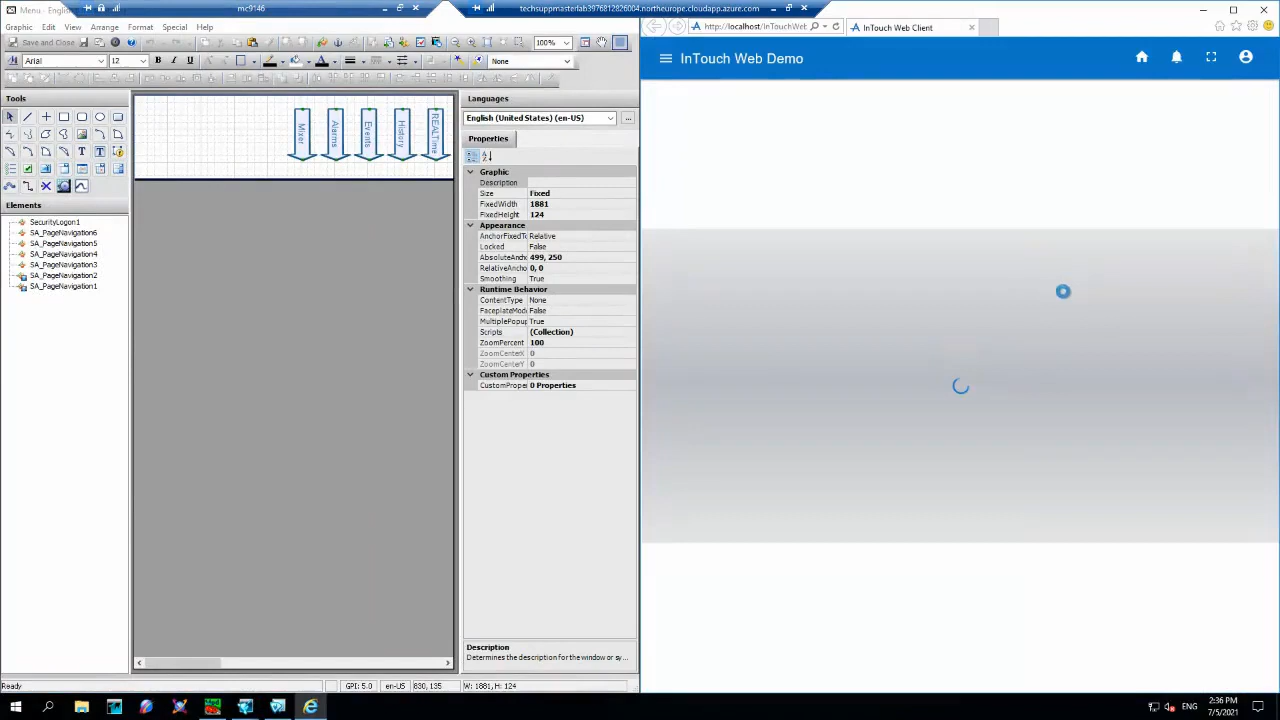 mc9146
techsuppmasterlab3976812826004.northeurope.cloudapp.azure.com
Menu - English
http://localhost/InTouchWeb
InTouch Web Client
Graphic Edit View Arrange Format Special Help
Save and Close
100%
Arial
12
None
InTouch Web Demo
Tools
Elements
SecurityLogon1
SA_PageNavigation6
SA_PageNavigation5
SA_PageNavigation4
SA_PageNavigation3
SA_PageNavigation2
SA_PageNavigation1
Mixer
Alarms
Events
History
REALTime
Languages
English (United States) (en-US)
Properties
Graphic
Description
Size Fixed
FixedWidth 1881
FixedHeight 124
Appearance
AnchorFixedTo Relative
Locked False
AbsoluteAncho 499, 250
RelativeAncho 0, 0
Smoothing True
Runtime Behavior
ContentType None
FaceplateMode False
MultiplePopup True
Scripts (Collection)
ZoomPercent 100
ZoomCenterX 0
ZoomCenterY 0
Custom Properties
CustomProper 0 Properties
Description
Determines the description for the window or sy...
Ready
GPI: 5.0
en-US
830, 135
W: 1881, H: 124
ENG
2:36 PM
7/5/2021